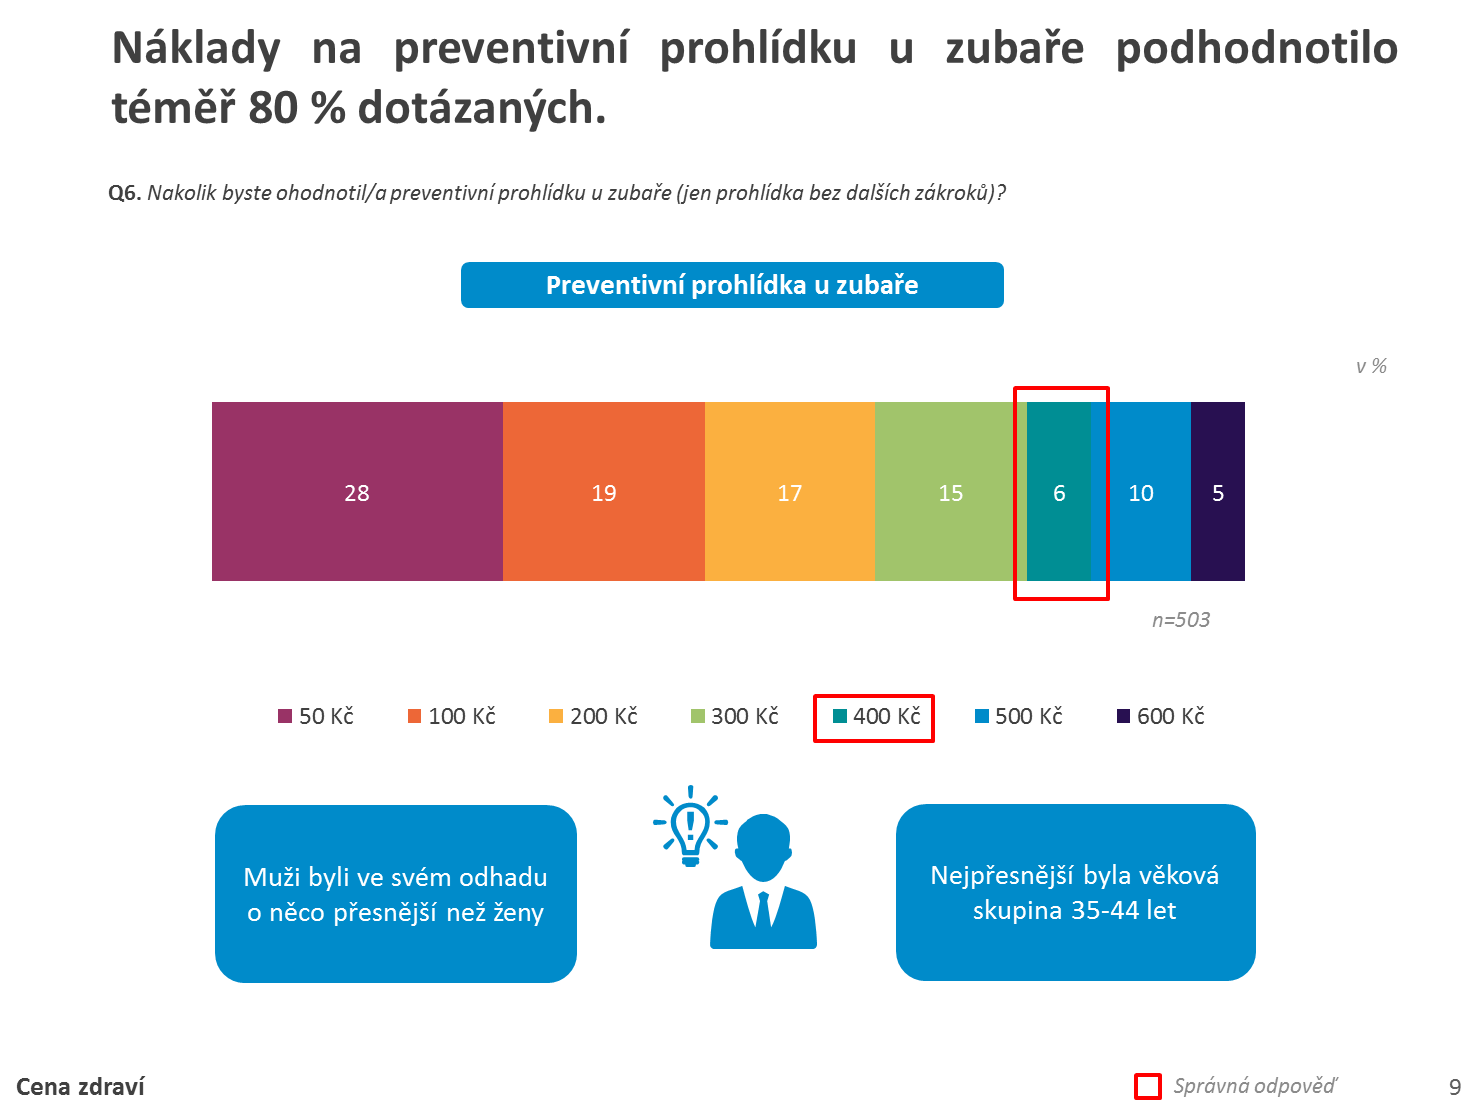 Náklady na preventivní prohlídku u zubaře podhodnotilo
téměř 80 % dotázaných.
Q6. Nakolik byste ohodnotil/a preventivní prohlídku u zubaře (jen prohlídka bez dalších zákroků)?
Preventivní prohlídka u zubaře
v %
28 19 17 15 6 10 5
n=503
50 Kč 100 Kč 200 Kč 300 Kč 400 Kč 500 Kč 600 Kč
Muži byli ve svém odhadu
o něco přesnější než ženy
Nejpřesnější byla věková
skupina 35-44 let
Cena zdraví
Správná odpověď
9